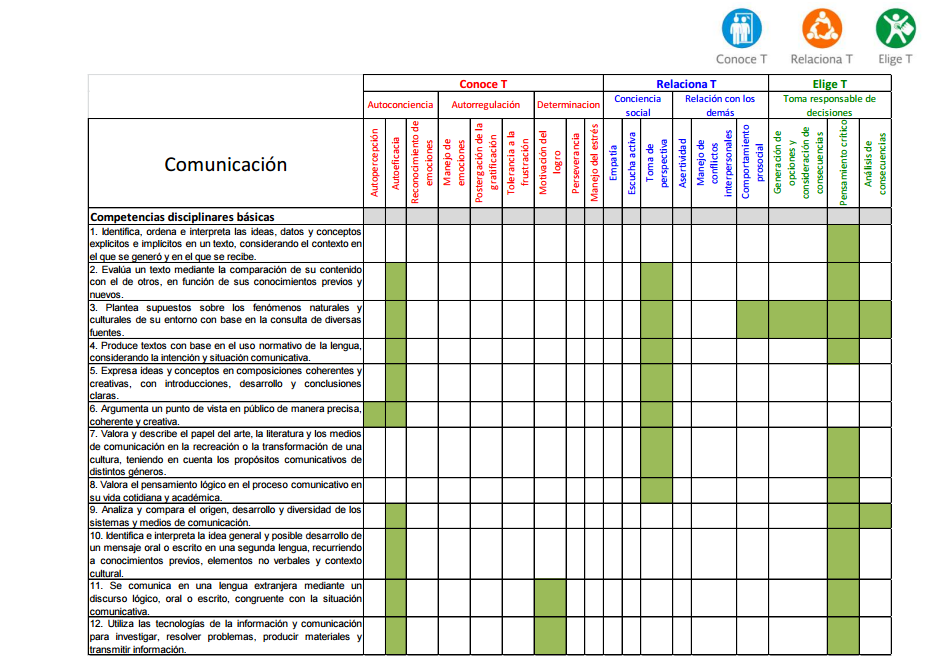 Conoce T
Relaciona T
Elige T
Conoce T
Relaciona T
Elige T
Autoconciencia
Autorregulación
Determinacion
Conciencia
social
Relación con los
demás
Toma responsable de
decisiones
Comunicación
Autopercepción
Autoeficacia
Reconocimiento de
emociones
Manejo de
emociones
Postergación de la
gratificación
Tolerancia a la
frustración
Motivación del
logro
Perseverancia
Manejo del estrés
Empatía
Escucha activa
Toma de
perspectiva
Asertividad
Manejo de
conflictos
interpersonales
Comportamiento
prosocial
Generación de
opciones y
consideración de
consecuencias
Pensamiento crítico
Análisis de
consecuencias
Competencias disciplinares básicas
1. Identifica, ordena e interpreta las ideas, datos y conceptos
explícitos e implícitos en un texto, considerando el contexto en
el que se generó y en el que se recibe.
2. Evalúa un texto mediante la comparación de su contenido
con el de otros, en función de sus conocimientos previos y
nuevos.
3. Plantea supuestos sobre los fenómenos naturales y
culturales de su entorno con base en la consulta de diversas
fuentes.
4. Produce textos con base en el uso normativo de la lengua,
considerando la intención y situación comunicativa.
5. Expresa ideas y conceptos en composiciones coherentes y
creativas, con introducciones, desarrollo y conclusiones
claras.
6. Argumenta un punto de vista en público de manera precisa,
coherente y creativa.
7. Valora y describe el papel del arte, la literatura y los medios
de comunicación en la recreación o la transformación de una
cultura, teniendo en cuenta los propósitos comunicativos de
distintos géneros.
8. Valora el pensamiento lógico en el proceso comunicativo en
su vida cotidiana y académica.
9. Analiza y compara el origen, desarrollo y diversidad de los
sistemas y medios de comunicación.
10. Identifica e interpreta la idea general y posible desarrollo de
un mensaje oral o escrito en una segunda lengua, recurriendo
a conocimientos previos, elementos no verbales y contexto
cultural.
11. Se comunica en una lengua extranjera mediante un
discurso lógico, oral o escrito, congruente con la situación
comunicativa.
12. Utiliza las tecnologías de la información y comunicación
para investigar, resolver problemas, producir materiales y
transmitir información.